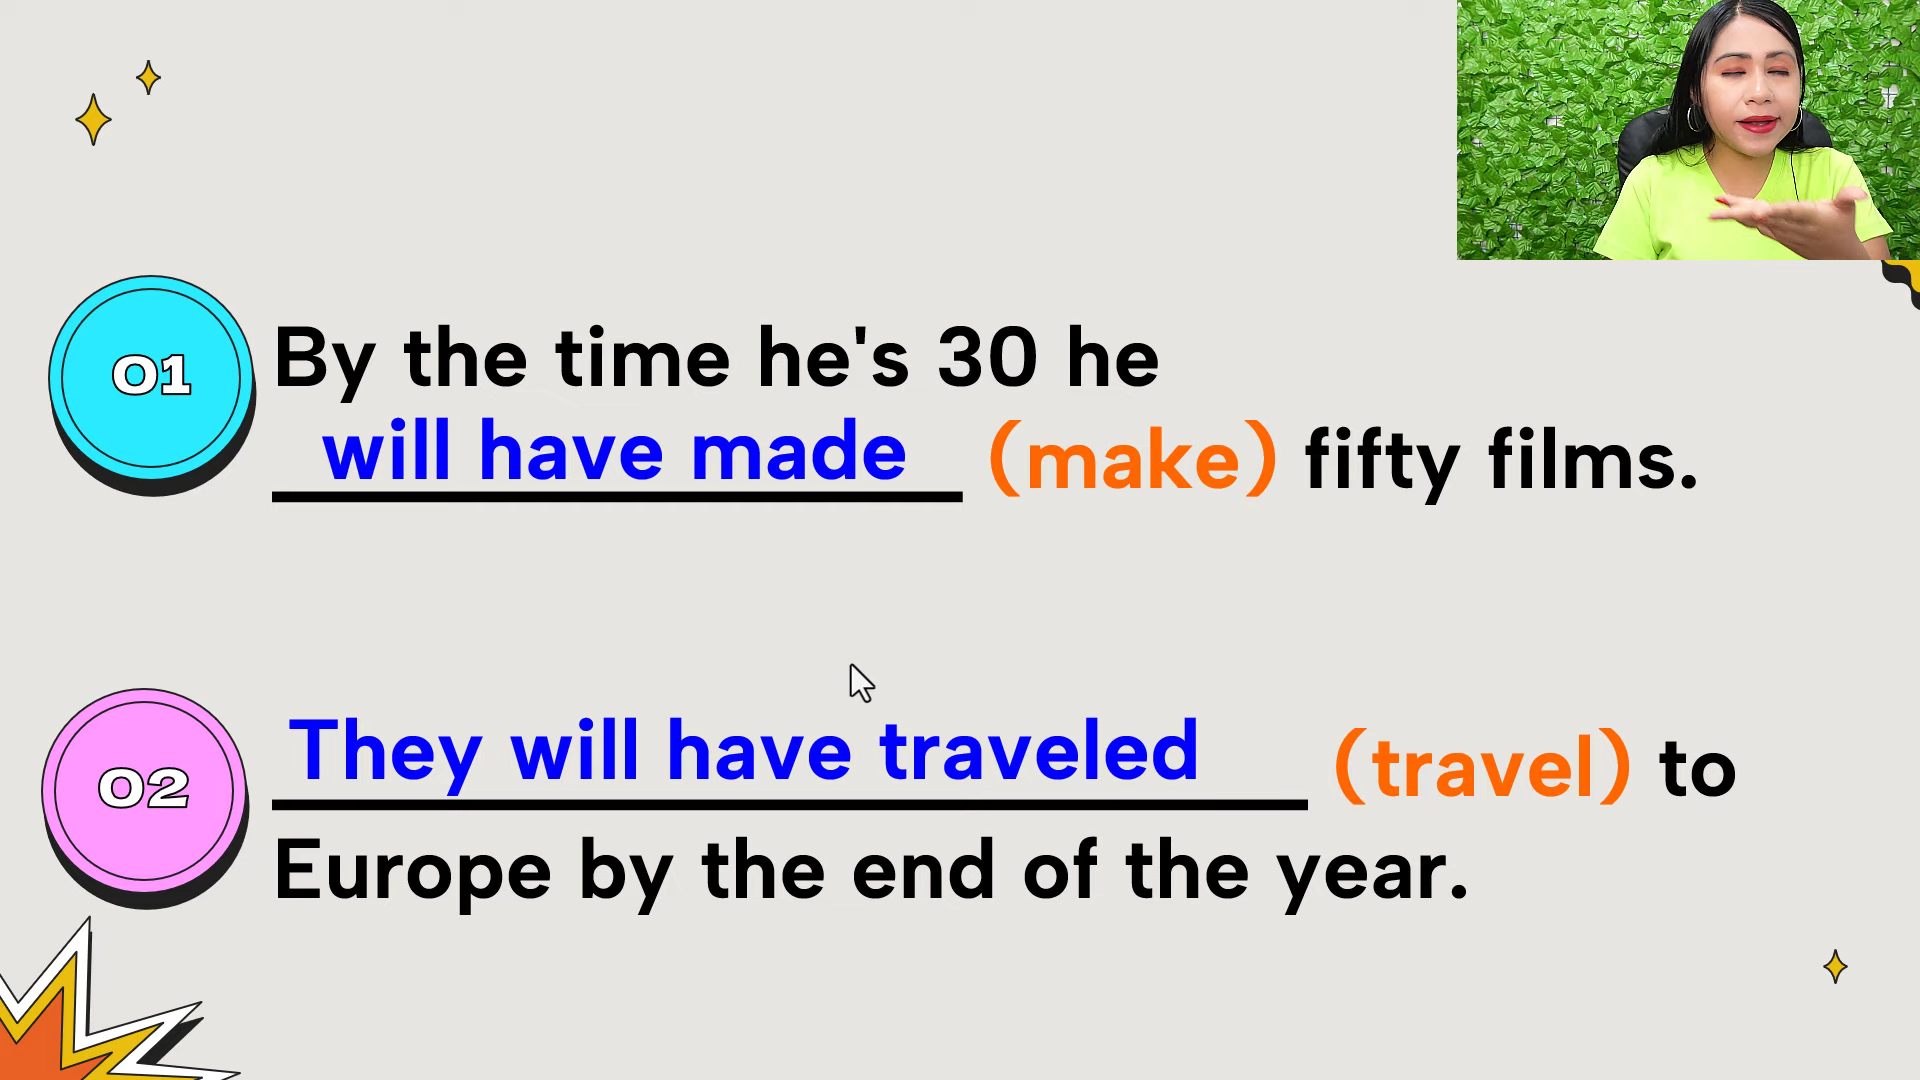 01
By the time he's 30 he
will have made (make) fifty films.
02
They will have traveled (travel) to
Europe by the end of the year.